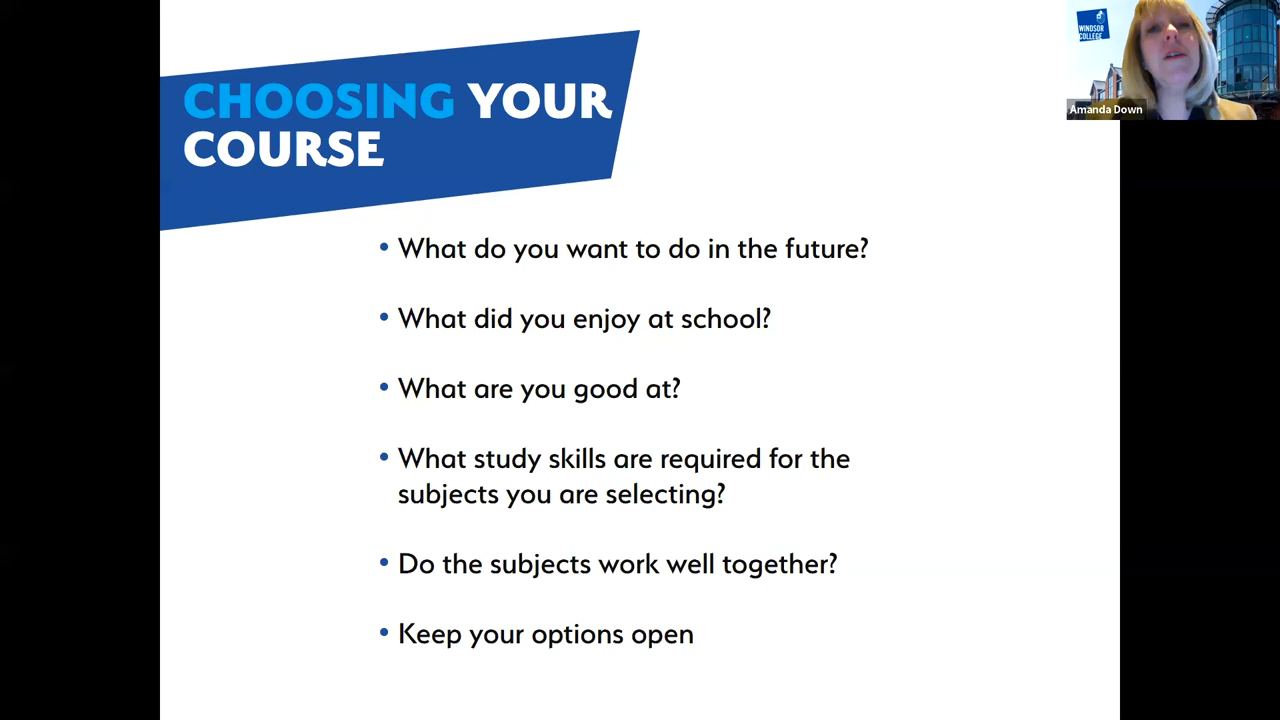 CHOOSING YOUR
COURSE
• What do you want to do in the future?
• What did you enjoy at school?
• What are you good at?
• What study skills are required for the
subjects you are selecting?
• Do the subjects work well together?
• Keep your options open
WINDSOR
COLLEGE
Amanda Down